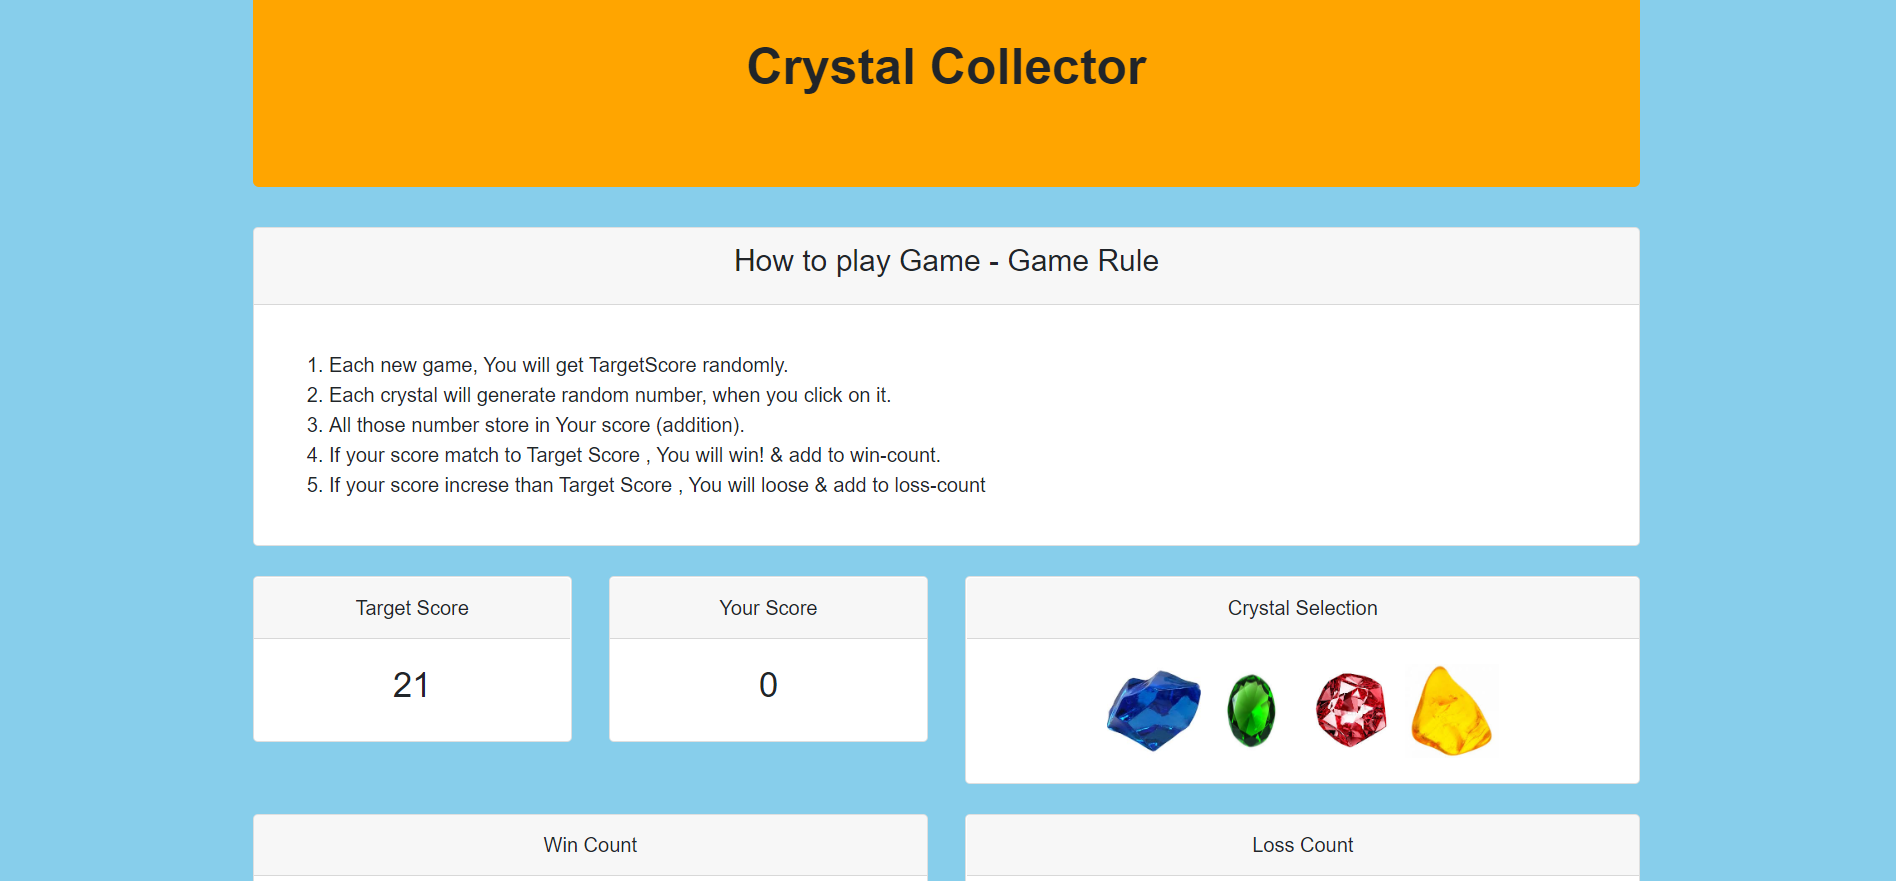 Crystal Collector
How to play Game - Game Rule
1. Each new game, You will get TargetScore randomly.
2. Each crystal will generate random number, when you click on it.
3. All those number store in Your score (addition).
4. If your score match to Target Score , You will win! & add to win-count.
5. If your score increse than Target Score , You will loose & add to loss-count
Target Score
21
Your Score
0
Crystal Selection
Win Count
Loss Count